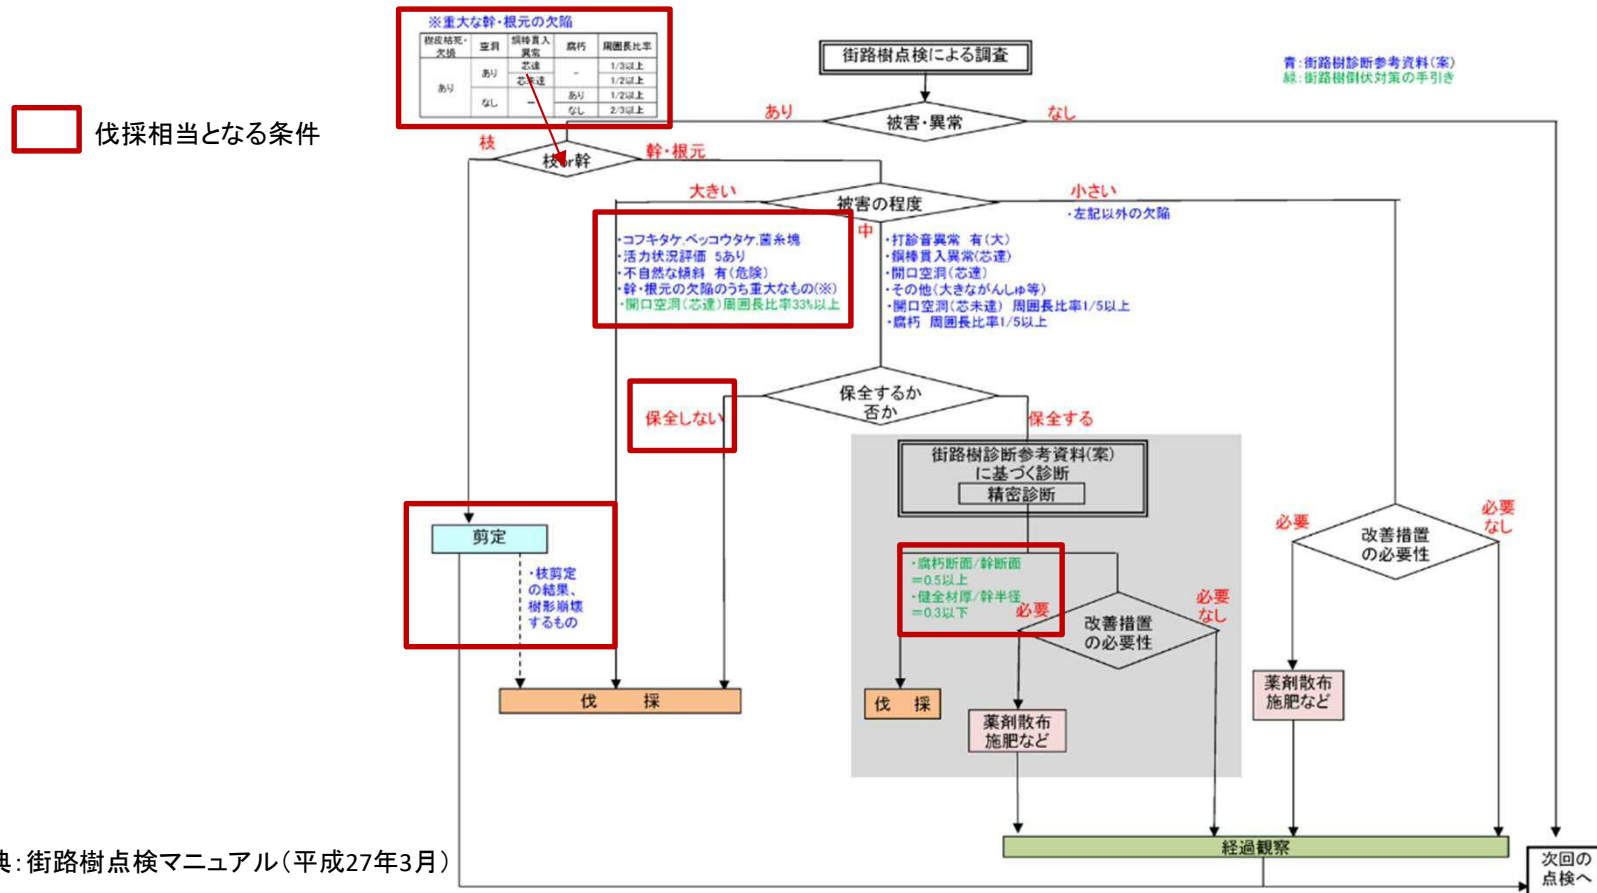 ※重大な幹・根元の欠陥
樹皮枯死・欠損 空洞 鋼棒貫入異常 腐朽 周囲長比率
あり あり 芯達 － 1/3以上
芯未達 1/2以上
なし － あり 1/2以上
なし 2/3以上
伐採相当となる条件
街路樹点検による調査
青:街路樹診断参考資料(案)
緑:街路樹倒伏対策の手引き
あり
被害・異常
なし
枝
枝or幹
幹・根元
大きい
被害の程度
小さい
・左記以外の欠陥
中
・コフキタケ,ベッコウタケ,菌糸塊
・活力状況評価 5あり
・不自然な傾斜 有(危険)
・幹・根元の欠陥のうち重大なもの(※)
・開口空洞(芯達)周囲長比率33%以上
・打診音異常 有(大)
・鋼棒貫入異常(芯達)
・開口空洞(芯達)
・その他(大きながんしゅ等)
・開口空洞(芯未達) 周囲長比率1/5以上
・腐朽 周囲長比率1/5以上
保全するか
否か
保全しない
保全する
街路樹診断参考資料(案)
に基づく診断
精密診断
剪定
・枝剪定
の結果、
樹形崩壊
するもの
・腐朽断面/幹断面
＝0.5以上
・健全材厚/幹半径
＝0.3以下
必要
改善措置
の必要性
必要
なし
必要
改善措置
の必要性
必要
なし
伐 採
伐 採
薬剤散布
施肥など
薬剤散布
施肥など
経過観察
次回の
点検へ
典:街路樹点検マニュアル(平成27年3月)